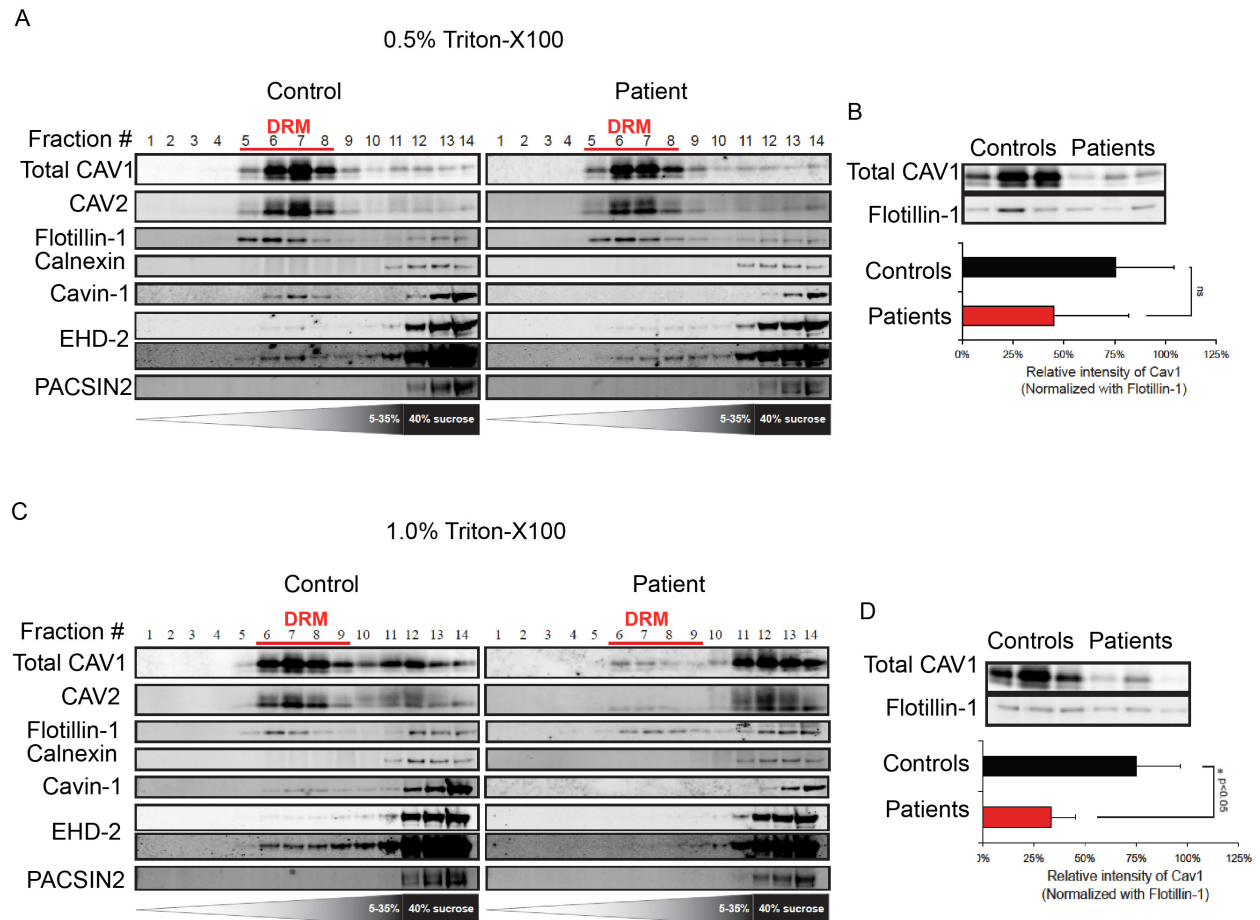 A
0.5% Triton-X100
Control
Patient
DRM
DRM
Fraction #
1 2 3 4 5 6 7 8 9 10 11 12 13 14
1 2 3 4 5 6 7 8 9 10 11 12 13 14
Total CAV1
CAV2
Flotillin-1
Calnexin
Cavin-1
EHD-2
PACSIN2
5-35% 40% sucrose
5-35% 40% sucrose
B
Controls Patients
Total CAV1
Flotillin-1
Controls
Patients
ns
0% 25% 50% 75% 100% 125%
Relative intensity of Cav1
(Normalized with Flotillin-1)
C
1.0% Triton-X100
Control
Patient
DRM
DRM
Fraction #
1 2 3 4 5 6 7 8 9 10 11 12 13 14
1 2 3 4 5 6 7 8 9 10 11 12 13 14
Total CAV1
CAV2
Flotillin-1
Calnexin
Cavin-1
EHD-2
PACSIN2
5-35% 40% sucrose
5-35% 40% sucrose
D
Controls Patients
Total CAV1
Flotillin-1
Controls
Patients
* p<0.05
0% 25% 50% 75% 100% 125%
Relative intensity of Cav1
(Normalized with Flotillin-1)